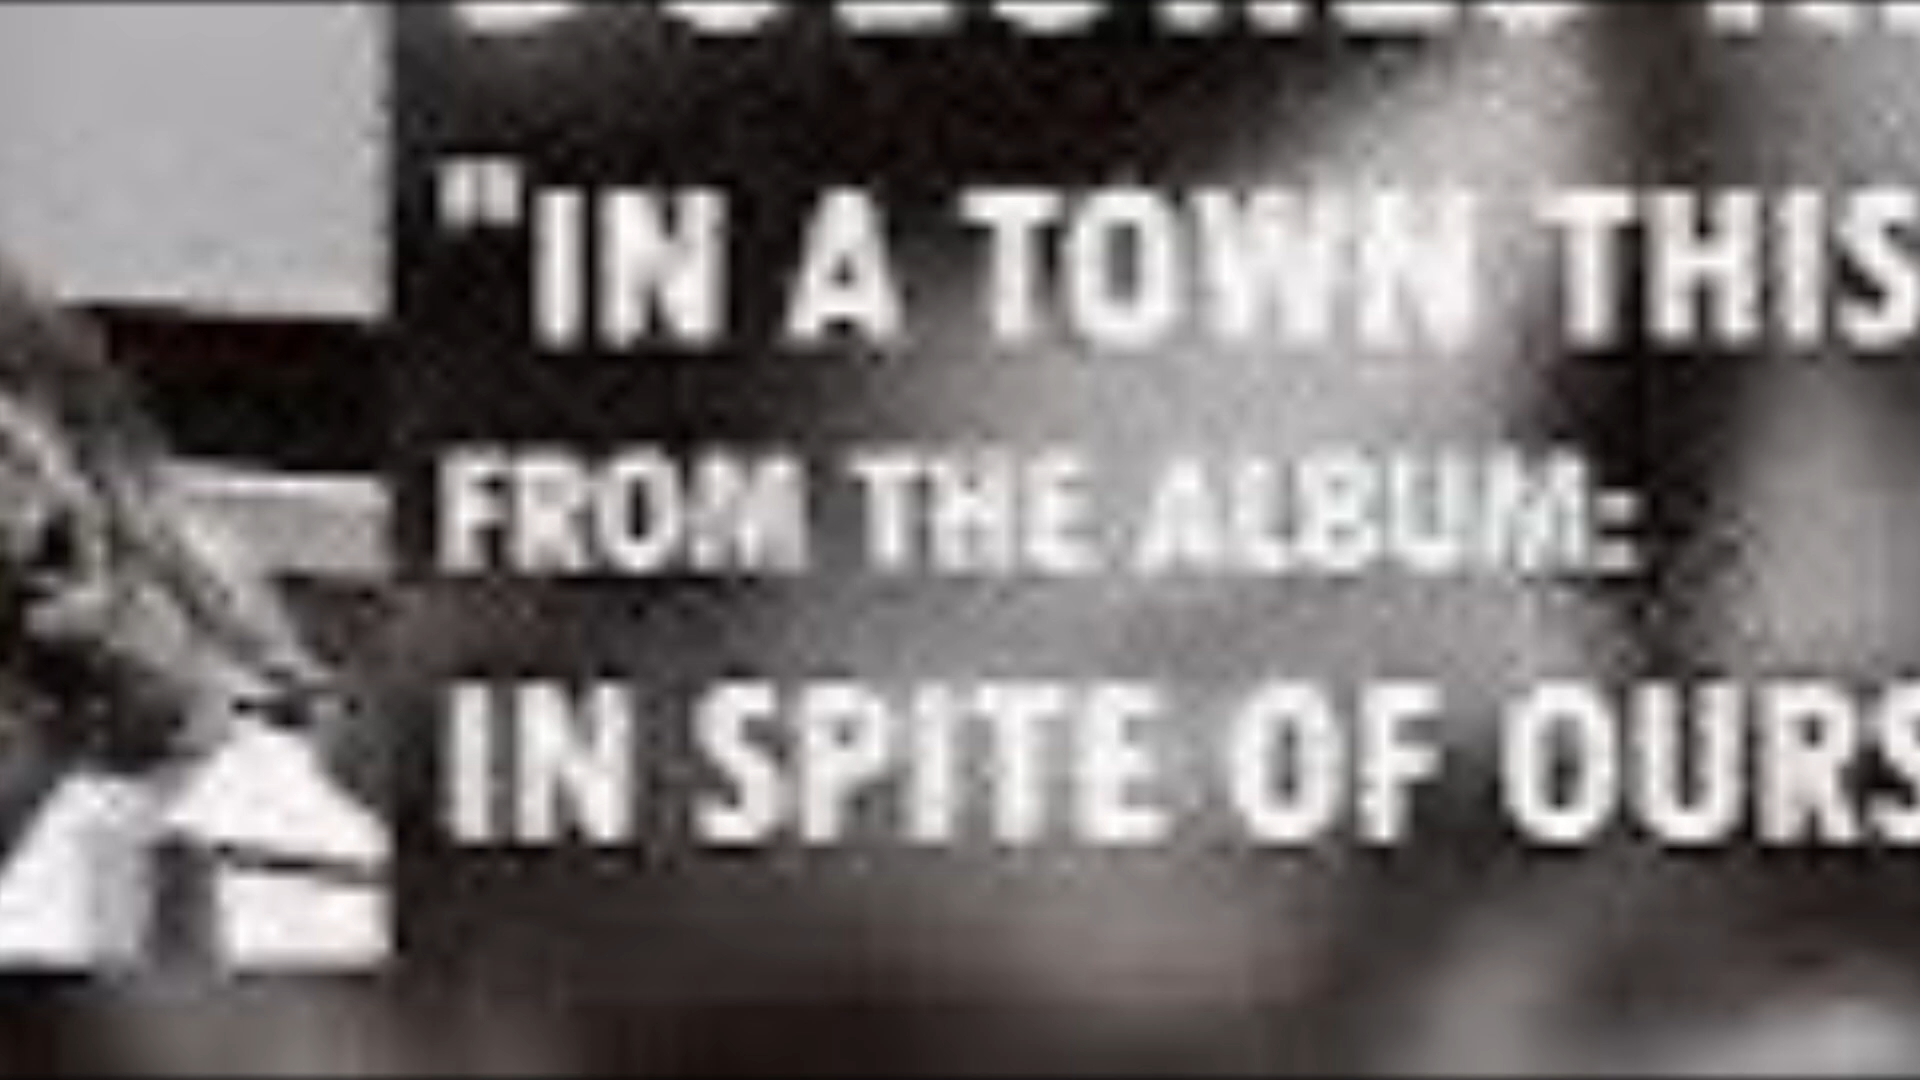 "IN A TOWN THIS
FROM THE ALBUM:
IN SPITE OF OURS